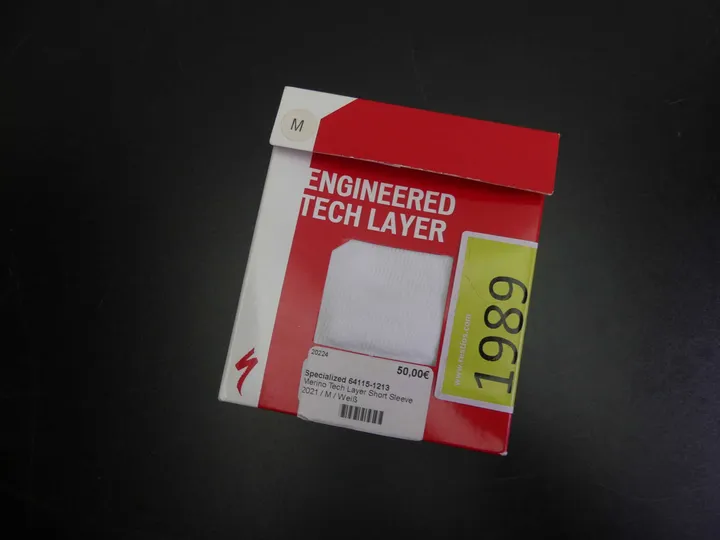 M
ENGINEERED
TECH LAYER
20224
50,00€
Specialized 64115-1213
Merino Tech Layer Short Sleeve
2021 / M / Weiß
1989